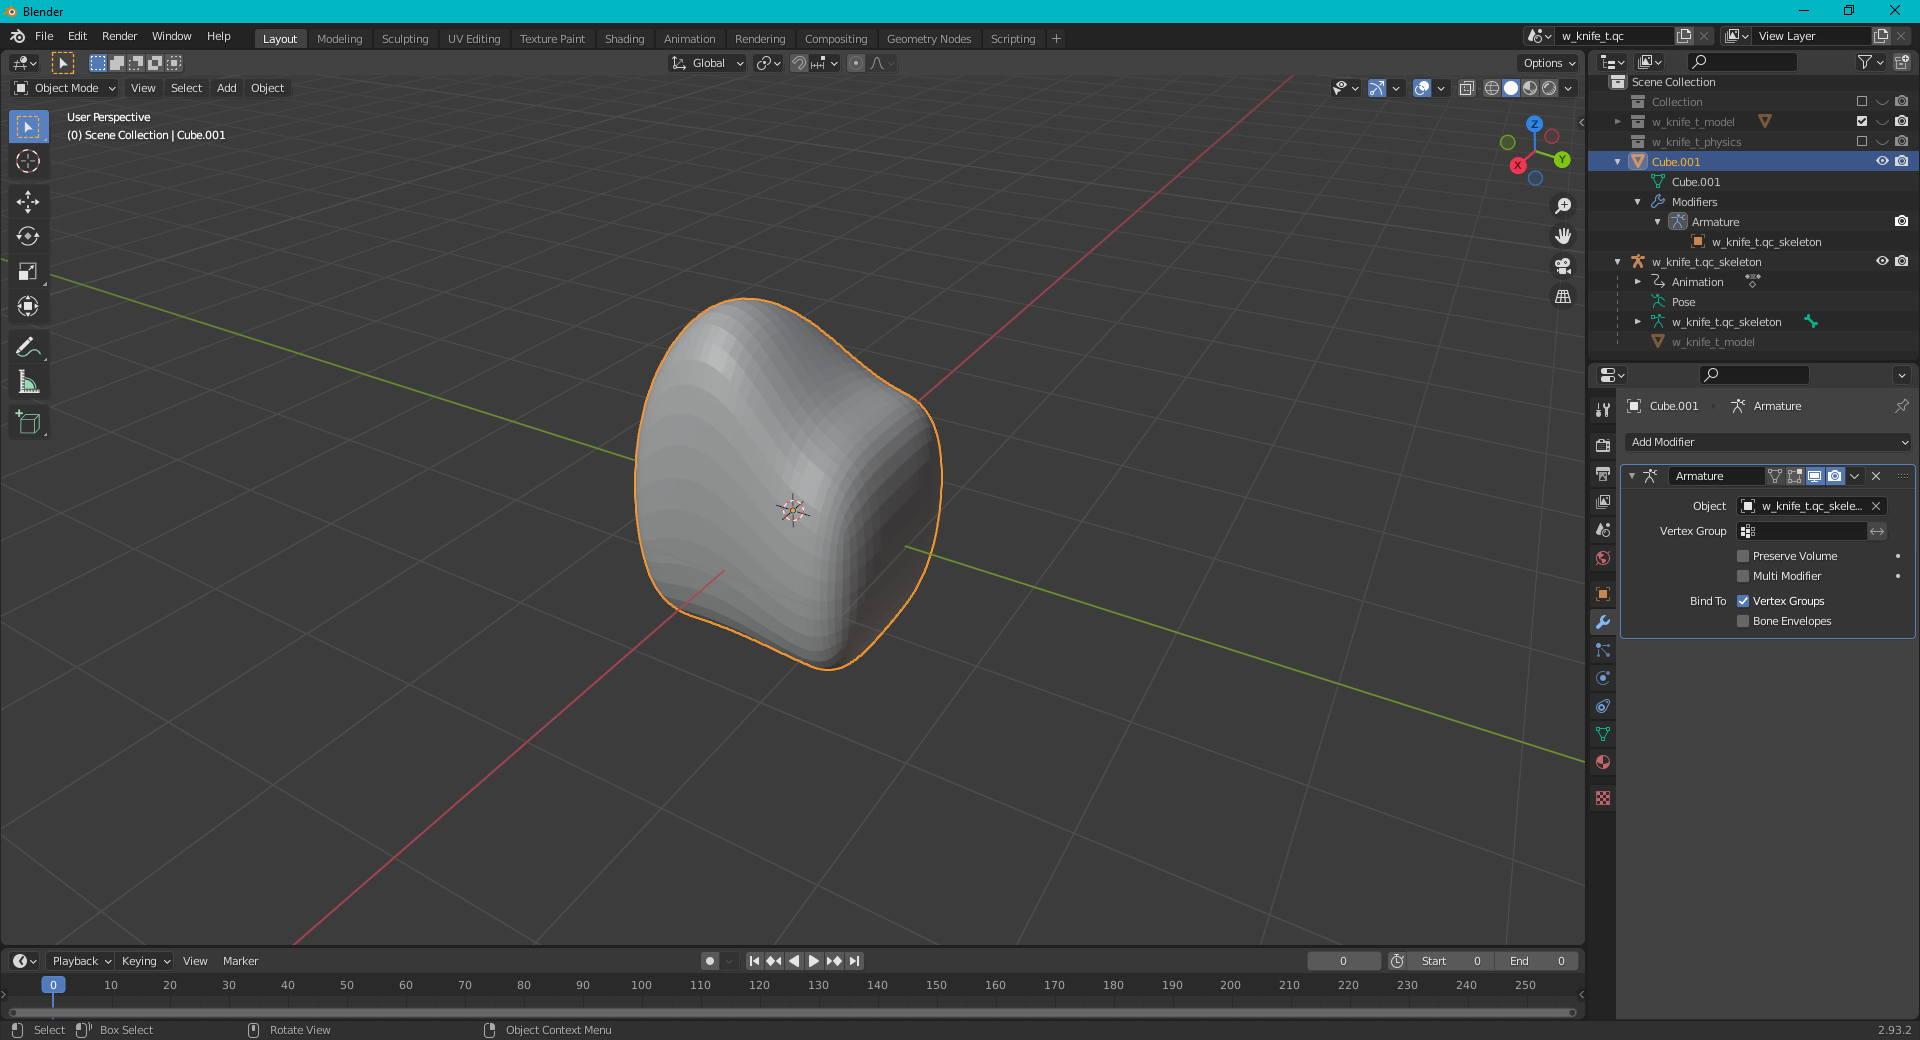 Blender
File Edit Render Window Help
Layout Modeling Sculpting UV Editing Texture Paint Shading Animation Rendering Compositing Geometry Nodes Scripting +
w_knife_t.qc
View Layer
Global
Options
Object Mode View Select Add Object
User Perspective
(0) Scene Collection | Cube.001
Z
Y
X
Scene Collection
Collection
w_knife_t_model
w_knife_t_physics
Cube.001
Cube.001
Modifiers
Armature
w_knife_t.qc_skeleton
w_knife_t.qc_skeleton
Animation
Pose
w_knife_t.qc_skeleton
w_knife_t_model
Cube.001 Armature
Add Modifier
Armature
Object w_knife_t.qc_skele...
Vertex Group
Preserve Volume
Multi Modifier
Bind To Vertex Groups
Bone Envelopes
Playback Keying View Marker
0 Start 0 End 0
0 10 20 30 40 50 60 70 80 90 100 110 120 130 140 150 160 170 180 190 200 210 220 230 240 250
Select Box Select Rotate View Object Context Menu
2.93.2